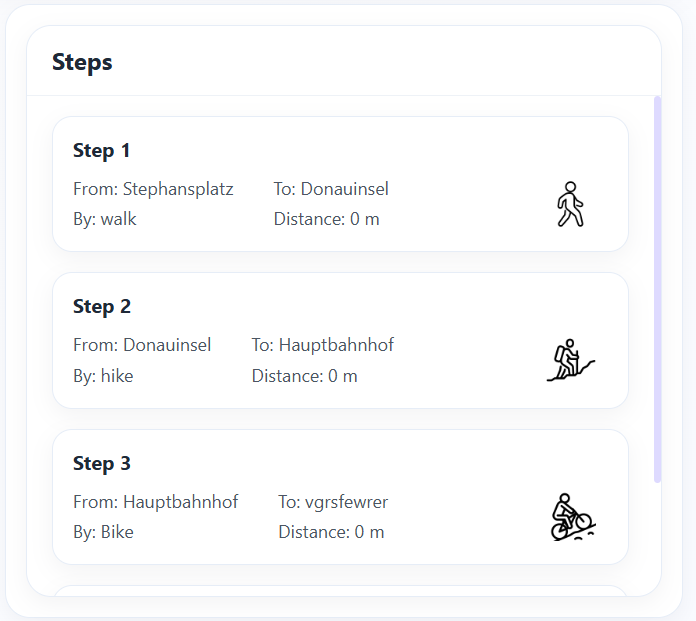 Steps
Step 1
From: Stephansplatz To: Donauinsel
By: walk Distance: 0 m
Step 2
From: Donauinsel To: Hauptbahnhof
By: hike Distance: 0 m
Step 3
From: Hauptbahnhof To: vgrsfewrer
By: Bike Distance: 0 m